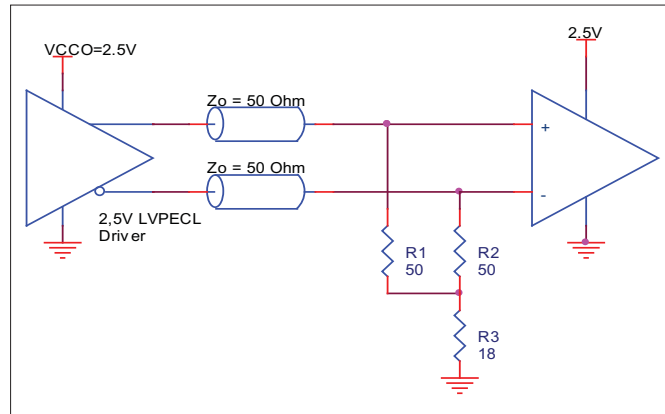 VCCO=2.5V
2.5V
Zo = 50 Ohm
+
Zo = 50 Ohm
-
2,5V LVPECL
Driver
R1
50
R2
50
R3
18